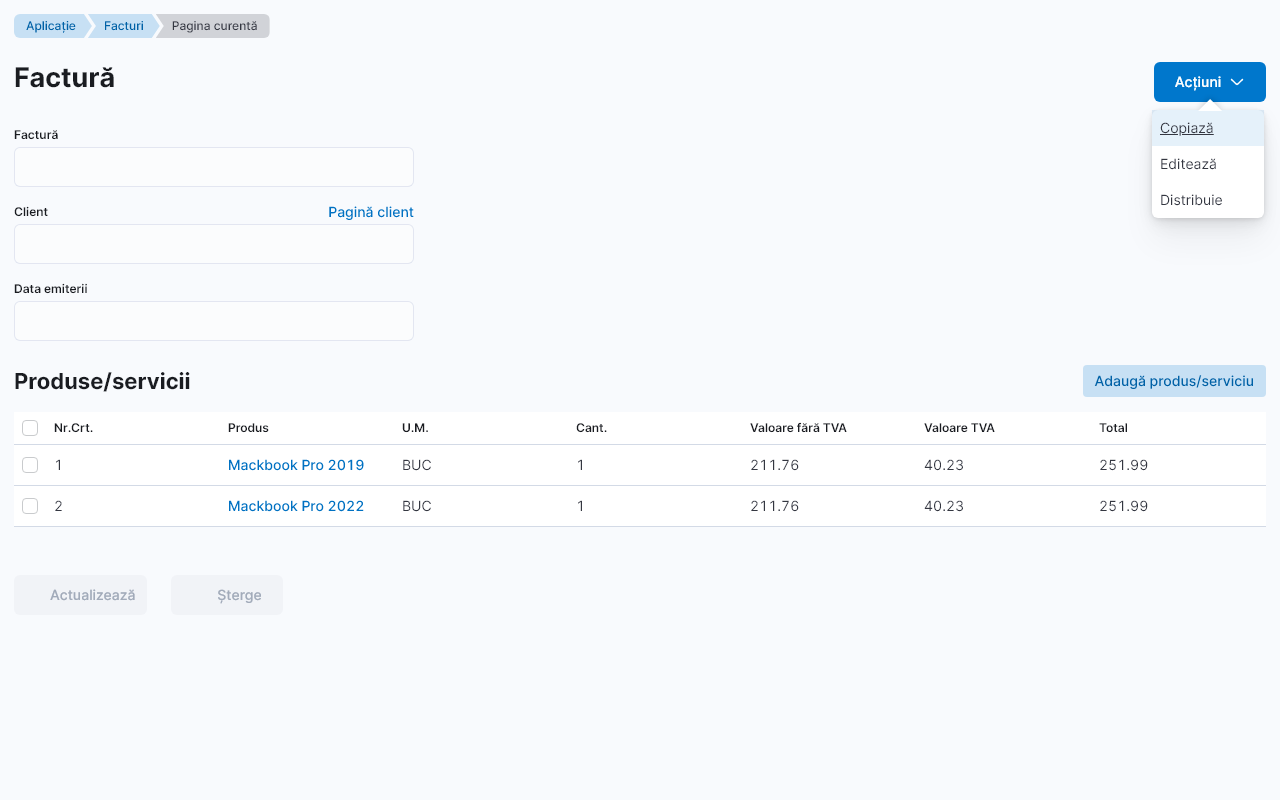 Aplicație Facturi Pagina curentă
Factură
Acțiuni
Copiază
Editează
Distribuie
Factură
Client Pagină client
Data emiterii
Produse/servicii
Adaugă produs/serviciu
Nr.Crt. Produs U.M. Cant. Valoare fără TVA Valoare TVA Total
1 Mackbook Pro 2019 BUC 1 211.76 40.23 251.99
2 Mackbook Pro 2022 BUC 1 211.76 40.23 251.99
Actualizează Șterge